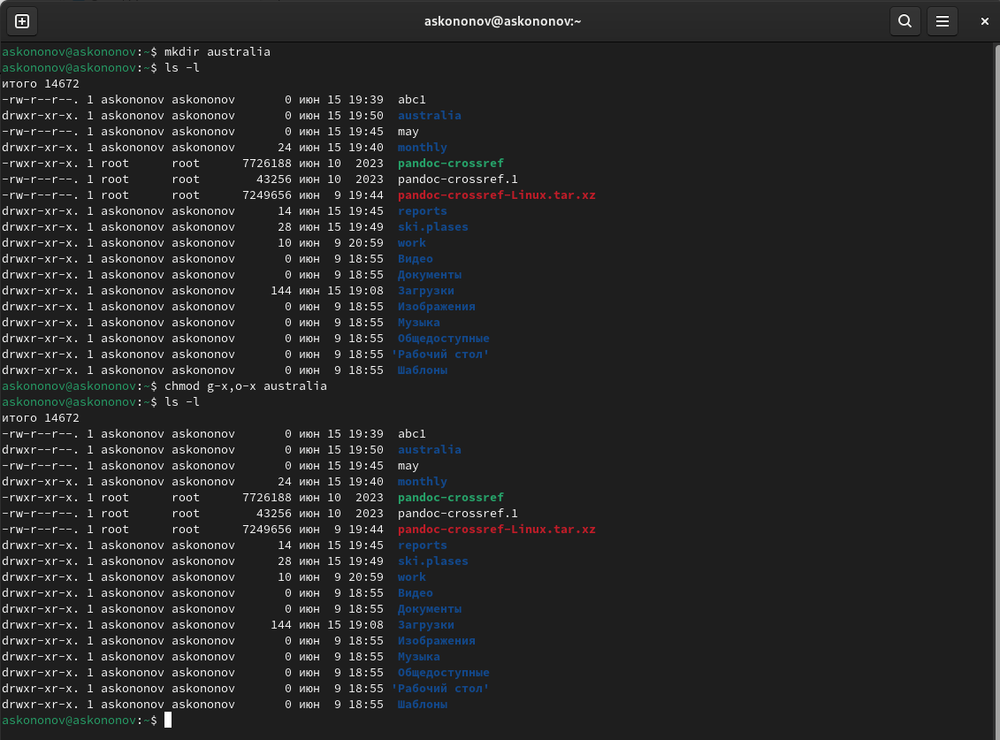 askononov@askononov:~
askononov@askononov:~$ mkdir australia
askononov@askononov:~$ ls -l
итого 14672
-rw-r--r--. 1 askononov askononov       0 июн 15 19:39  abc1
drwxr-xr-x. 1 askononov askononov       0 июн 15 19:50  australia
-rw-r--r--. 1 askononov askononov       0 июн 15 19:45  may
drwxr-xr-x. 1 askononov askononov      24 июн 15 19:40  monthly
-rwxr-xr-x. 1 root      root      7726188 июн 10  2023  pandoc-crossref
-rw-r--r--. 1 root      root        43256 июн 10  2023  pandoc-crossref.1
-rw-r--r--. 1 root      root      7249656 июн  9 19:44  pandoc-crossref-Linux.tar.xz
drwxr-xr-x. 1 askononov askononov      14 июн 15 19:45  reports
drwxr-xr-x. 1 askononov askononov      28 июн 15 19:49  ski.plases
drwxr-xr-x. 1 askononov askononov      10 июн  9 20:59  work
drwxr-xr-x. 1 askononov askononov       0 июн  9 18:55  Видео
drwxr-xr-x. 1 askononov askononov       0 июн  9 18:55  Документы
drwxr-xr-x. 1 askononov askononov     144 июн 15 19:08  Загрузки
drwxr-xr-x. 1 askononov askononov       0 июн  9 18:55  Изображения
drwxr-xr-x. 1 askononov askononov       0 июн  9 18:55  Музыка
drwxr-xr-x. 1 askononov askononov       0 июн  9 18:55  Общедоступные
drwxr-xr-x. 1 askononov askononov       0 июн  9 18:55 'Рабочий стол'
drwxr-xr-x. 1 askononov askononov       0 июн  9 18:55  Шаблоны
askononov@askononov:~$ chmod g-x,o-x australia
askononov@askononov:~$ ls -l
итого 14672
-rw-r--r--. 1 askononov askononov       0 июн 15 19:39  abc1
drwxr--r--. 1 askononov askononov       0 июн 15 19:50  australia
-rw-r--r--. 1 askononov askononov       0 июн 15 19:45  may
drwxr-xr-x. 1 askononov askononov      24 июн 15 19:40  monthly
-rwxr-xr-x. 1 root      root      7726188 июн 10  2023  pandoc-crossref
-rw-r--r--. 1 root      root        43256 июн 10  2023  pandoc-crossref.1
-rw-r--r--. 1 root      root      7249656 июн  9 19:44  pandoc-crossref-Linux.tar.xz
drwxr-xr-x. 1 askononov askononov      14 июн 15 19:45  reports
drwxr-xr-x. 1 askononov askononov      28 июн 15 19:49  ski.plases
drwxr-xr-x. 1 askononov askononov      10 июн  9 20:59  work
drwxr-xr-x. 1 askononov askononov       0 июн  9 18:55  Видео
drwxr-xr-x. 1 askononov askononov       0 июн  9 18:55  Документы
drwxr-xr-x. 1 askononov askononov     144 июн 15 19:08  Загрузки
drwxr-xr-x. 1 askononov askononov       0 июн  9 18:55  Изображения
drwxr-xr-x. 1 askononov askononov       0 июн  9 18:55  Музыка
drwxr-xr-x. 1 askononov askononov       0 июн  9 18:55  Общедоступные
drwxr-xr-x. 1 askononov askononov       0 июн  9 18:55 'Рабочий стол'
drwxr-xr-x. 1 askononov askononov       0 июн  9 18:55  Шаблоны
askononov@askononov:~$